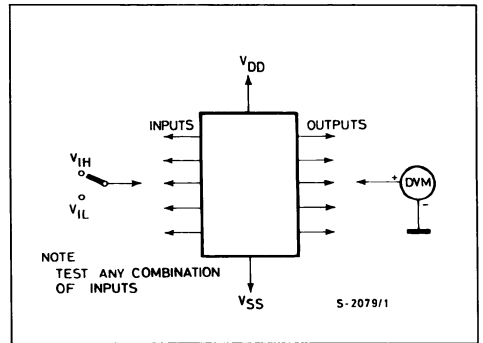 VDD
INPUTS
OUTPUTS
VIH
VIL
+
DVM
-
NOTE
TEST ANY COMBINATION
OF INPUTS
VSS
S-2079/1